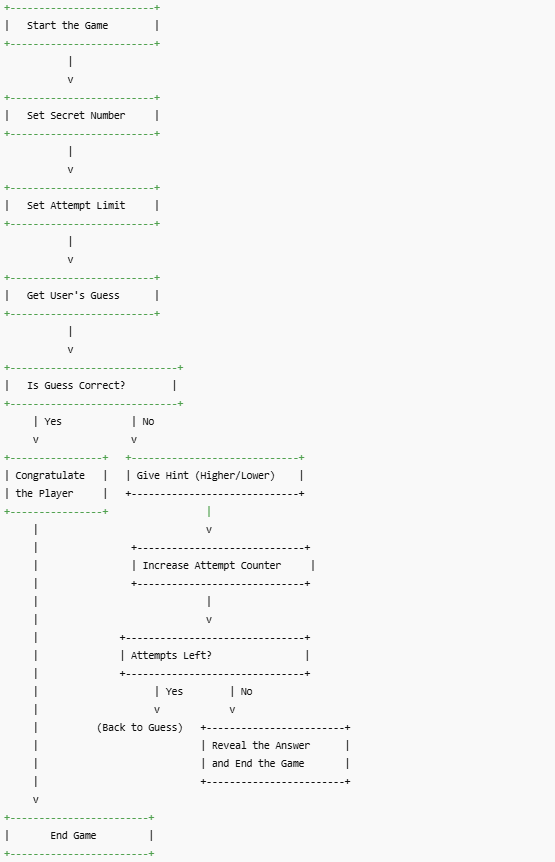 +-------------------------+
|   Start the Game        |
+-------------------------+
           |
           v
+-------------------------+
|   Set Secret Number     |
+-------------------------+
           |
           v
+-------------------------+
|   Set Attempt Limit     |
+-------------------------+
           |
           v
+-------------------------+
|   Get User's Guess      |
+-------------------------+
           |
           v
+-----------------------------+
|   Is Guess Correct?         |
+-----------------------------+
     | Yes            | No
     v                v
+----------------+   +-----------------------------+
| Congratulate   |   | Give Hint (Higher/Lower)    |
| the Player     |   +-----------------------------+
+----------------+                 |
     |                             v
     |                +-----------------------------+
     |                | Increase Attempt Counter     |
     |                +-----------------------------+
     |                             |
     |                             v
     |              +-------------------------------+
     |              | Attempts Left?                |
     |              +-------------------------------+
     |                    | Yes        | No
     v                    v            v
     |          (Back to Guess)   +------------------------+
     |                            | Reveal the Answer      |
     |                            | and End the Game       |
     |                            +------------------------+
     v
+------------------------+
|       End Game         |
+------------------------+